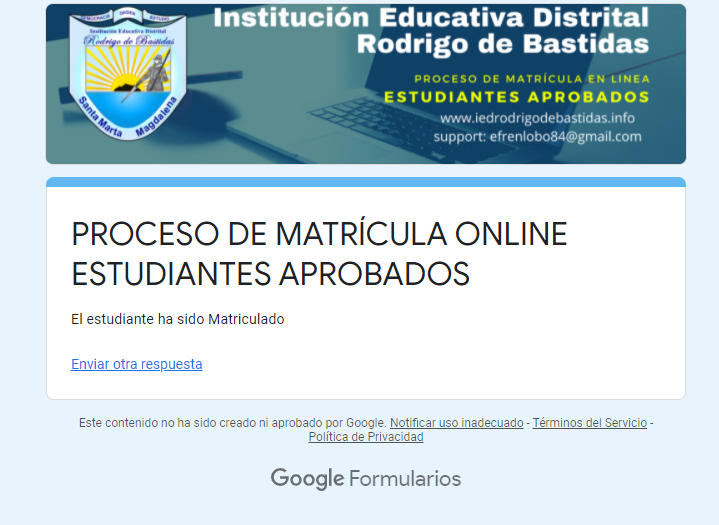 Institución Educativa Distrital
Rodrigo de Bastidas
DEMOCRACIA ORDEN ESTUDIO
Institución Educativa Distrital
Rodrigo de Bastidas
Santa Marta Magdalena
PROCESO DE MATRÍCULA EN LINEA
ESTUDIANTES APROBADOS
www.iedrodrigodebastidas.info
support: efrenlobo84@gmail.com
PROCESO DE MATRÍCULA ONLINE
ESTUDIANTES APROBADOS
El estudiante ha sido Matriculado
Enviar otra respuesta
Este contenido no ha sido creado ni aprobado por Google. Notificar uso inadecuado - Términos del Servicio -
Política de Privacidad
Google Formularios